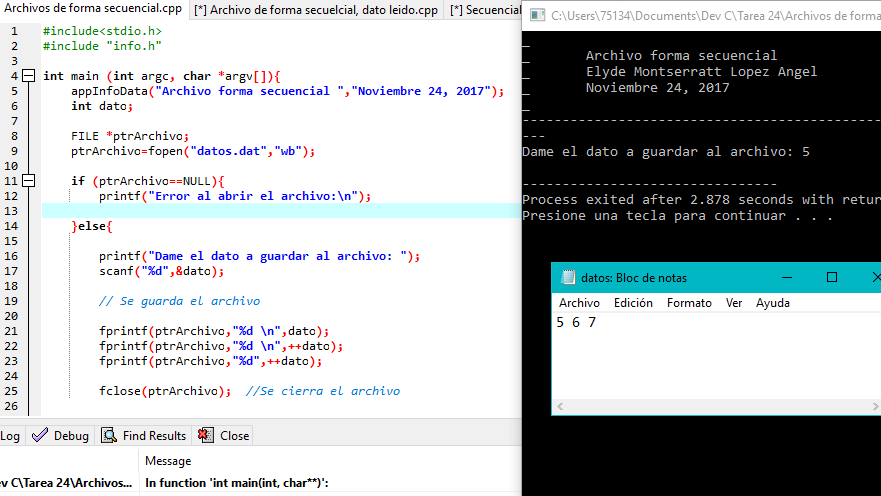 Archivos de forma secuencial.cpp [*] Archivo de forma secuelcial, dato leido.cpp [*] Secuencial
1 #include<stdio.h>
2 #include "info.h"
3
4 int main (int argc, char *argv[]){
5 appInfoData("Archivo forma secuencial ","Noviembre 24, 2017");
6 int dato;
7
8 FILE *ptrArchivo;
9 ptrArchivo=fopen("datos.dat","wb");
10
11 if (ptrArchivo==NULL){
12 printf("Error al abrir el archivo:\n");
13
14 }else{
15
16 printf("Dame el dato a guardar al archivo: ");
17 scanf("%d",&dato);
18
19 // Se guarda el archivo
20
21 fprintf(ptrArchivo,"%d \n",dato);
22 fprintf(ptrArchivo,"%d \n",++dato);
23 fprintf(ptrArchivo,"%d",++dato);
24
25 fclose(ptrArchivo); //Se cierra el archivo
26
Log Debug Find Results Close
Message
ev C\Tarea 24\Archivos... In function 'int main(int, char**)':
C:\Users\75134\Documents\Dev C\Tarea 24\Archivos de forma
Archivo forma secuencial
Elyde Montserratt Lopez Angel
Noviembre 24, 2017
---------------------------------------------
---
Dame el dato a guardar al archivo: 5
--------------------------------
Process exited after 2.878 seconds with retur
Presione una tecla para continuar . . .
datos: Bloc de notas
Archivo Edición Formato Ver Ayuda
5 6 7